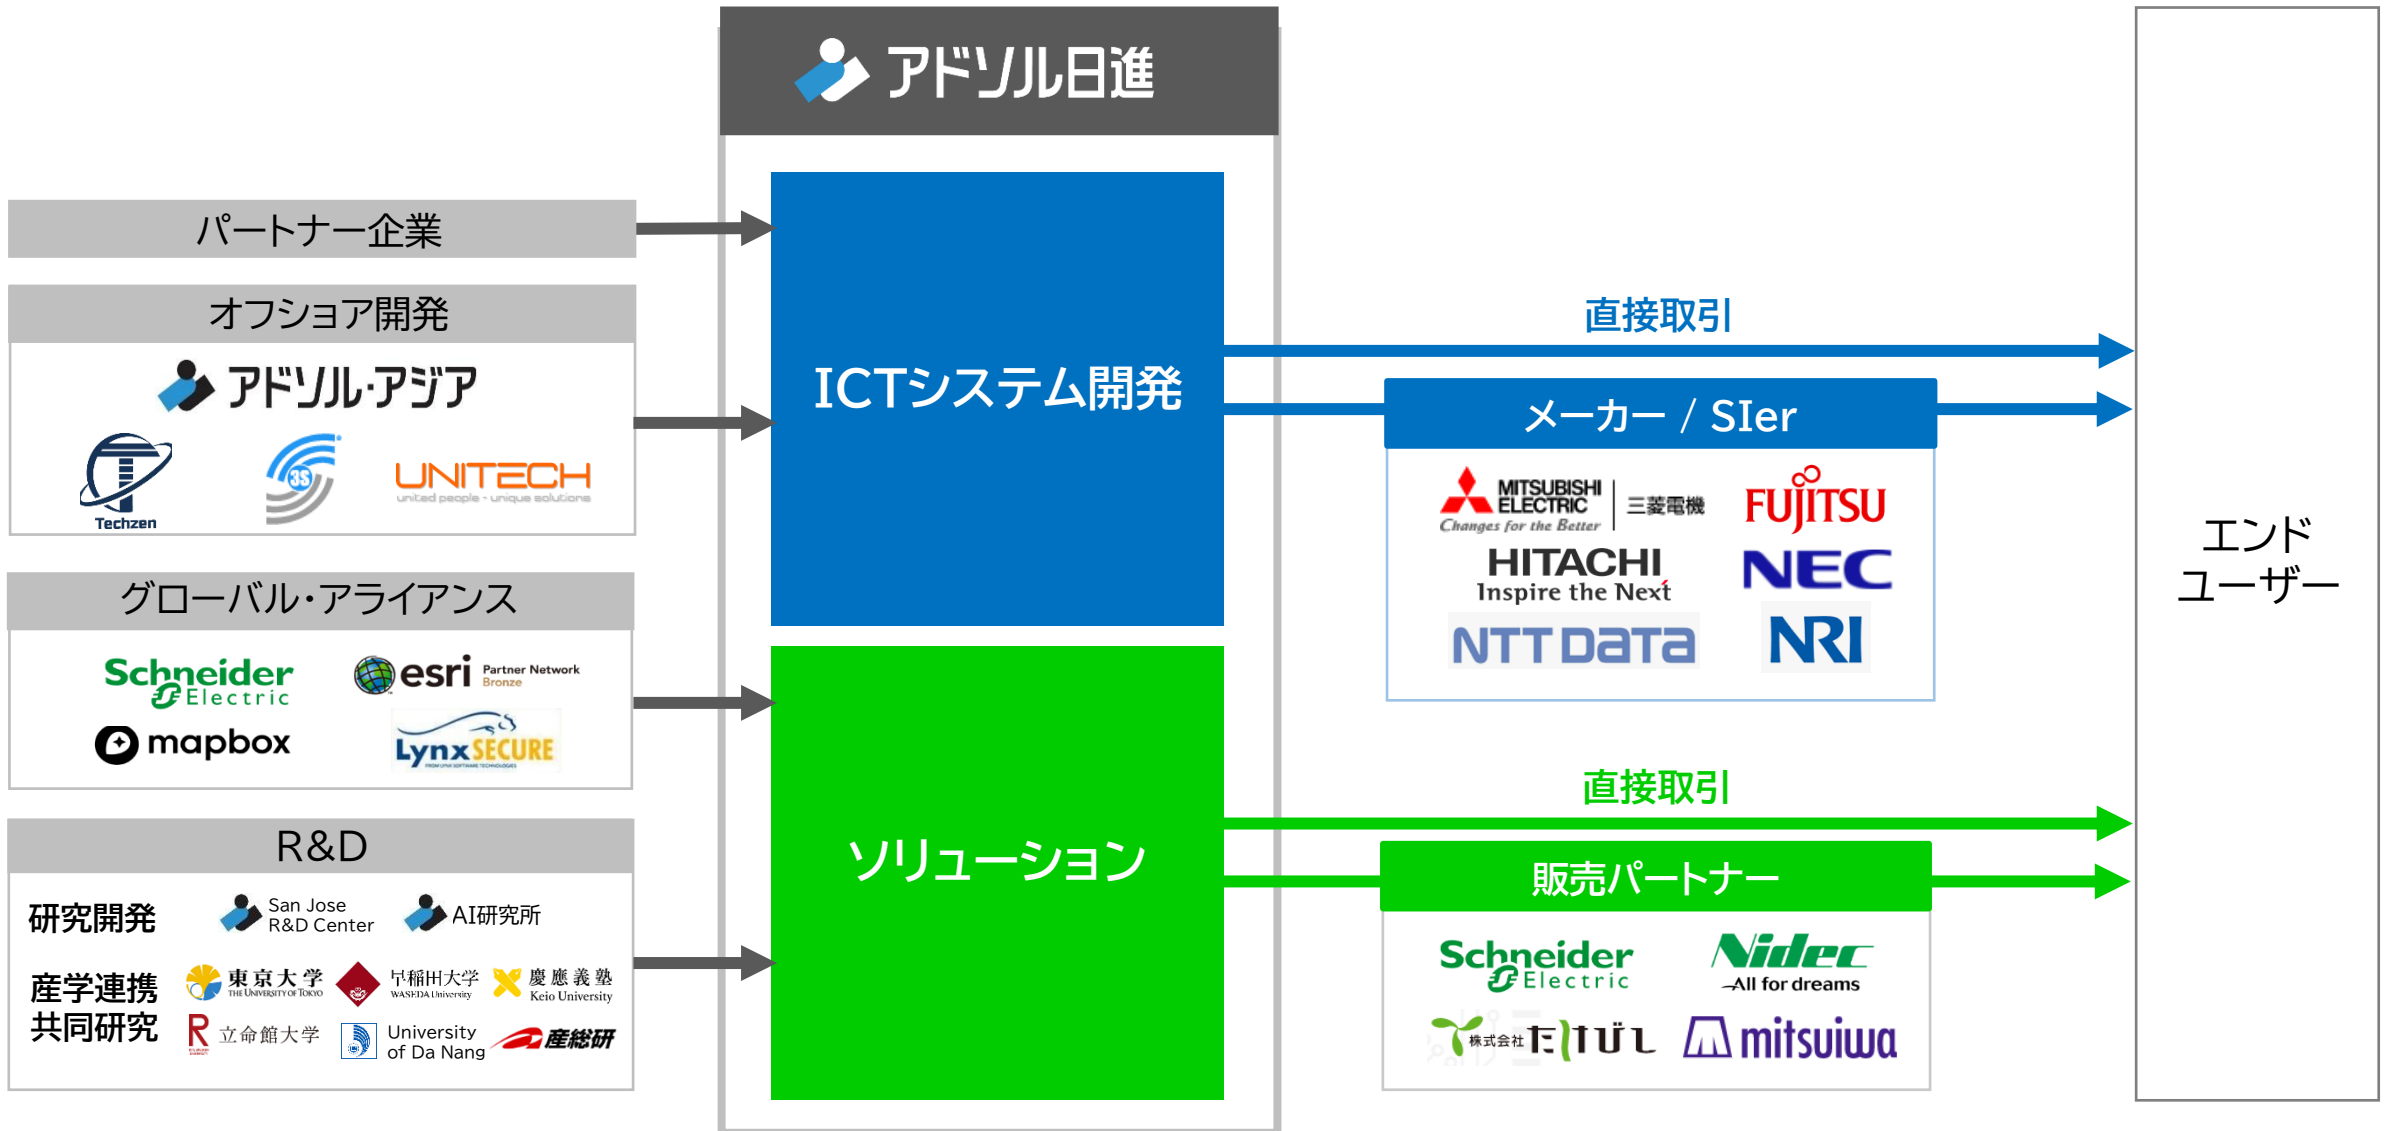 アドソル日進
パートナー企業
オフショア開発
アドソル・アジア
Techzen
3S
UNITECH
united people - unique solutions
グローバル・アライアンス
Schneider
Electric
esri Partner Network
Bronze
mapbox
LynxSECURE
FROM LYNX SOFTWARE TECHNOLOGIES
R&D
研究開発
San Jose
R&D Center
AI研究所
産学連携
共同研究
東京大学
THE UNIVERSITY OF TOKYO
早稲田大学
WASEDA University
慶應義塾
Keio University
R 立命館大学
University
of Da Nang
産総研
ICTシステム開発
ソリューション
直接取引
メーカー / SIer
MITSUBISHI
ELECTRIC
Changes for the Better
三菱電機
FUJITSU
HITACHI
Inspire the Next
NEC
NTT DATA
NRI
直接取引
販売パートナー
Schneider
Electric
Nidec
All for dreams
株式会社 たけびし
mitsuiwa
エンド
ユーザー